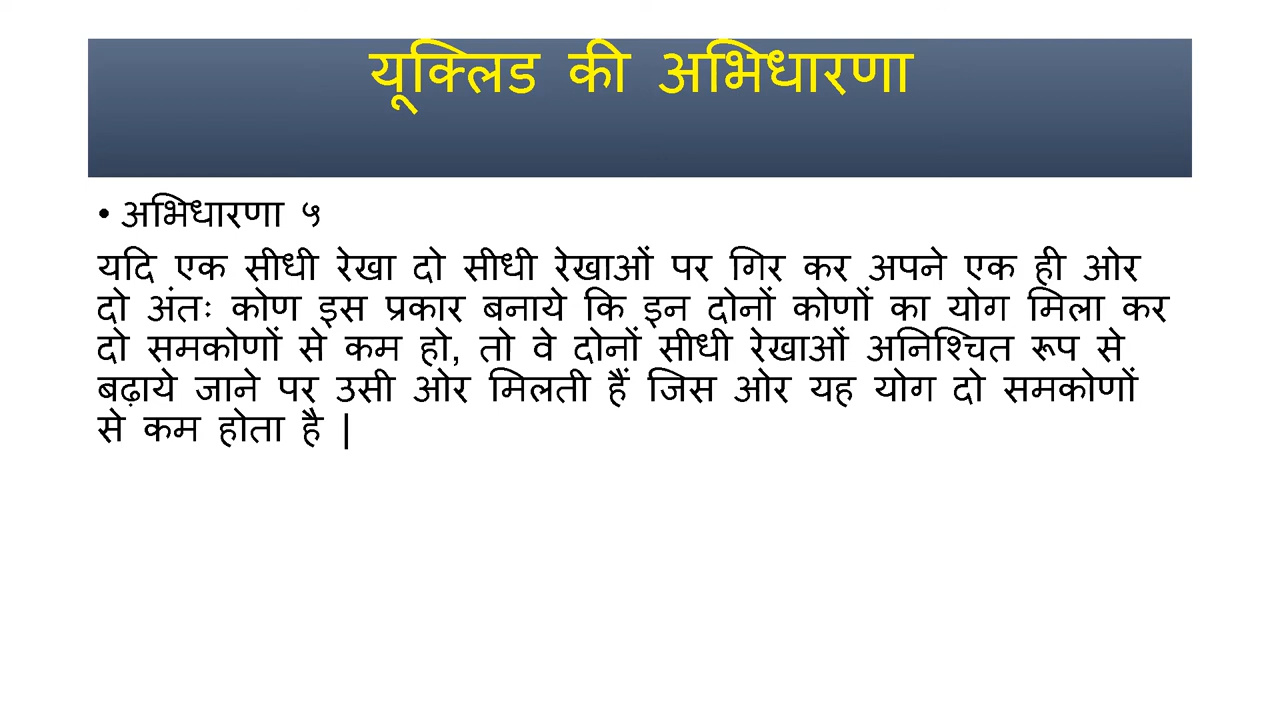 यूक्लिड की अभिधारणा
• अभिधारणा ५
यदि एक सीधी रेखा दो सीधी रेखाओं पर गिर कर अपने एक ही ओर
दो अंतः कोण इस प्रकार बनाये कि इन दोनों कोणों का योग मिला कर
दो समकोणों से कम हो, तो वे दोनों सीधी रेखाओं अनिश्चित रूप से
बढ़ाये जाने पर उसी ओर मिलती हैं जिस ओर यह योग दो समकोणों
से कम होता है |